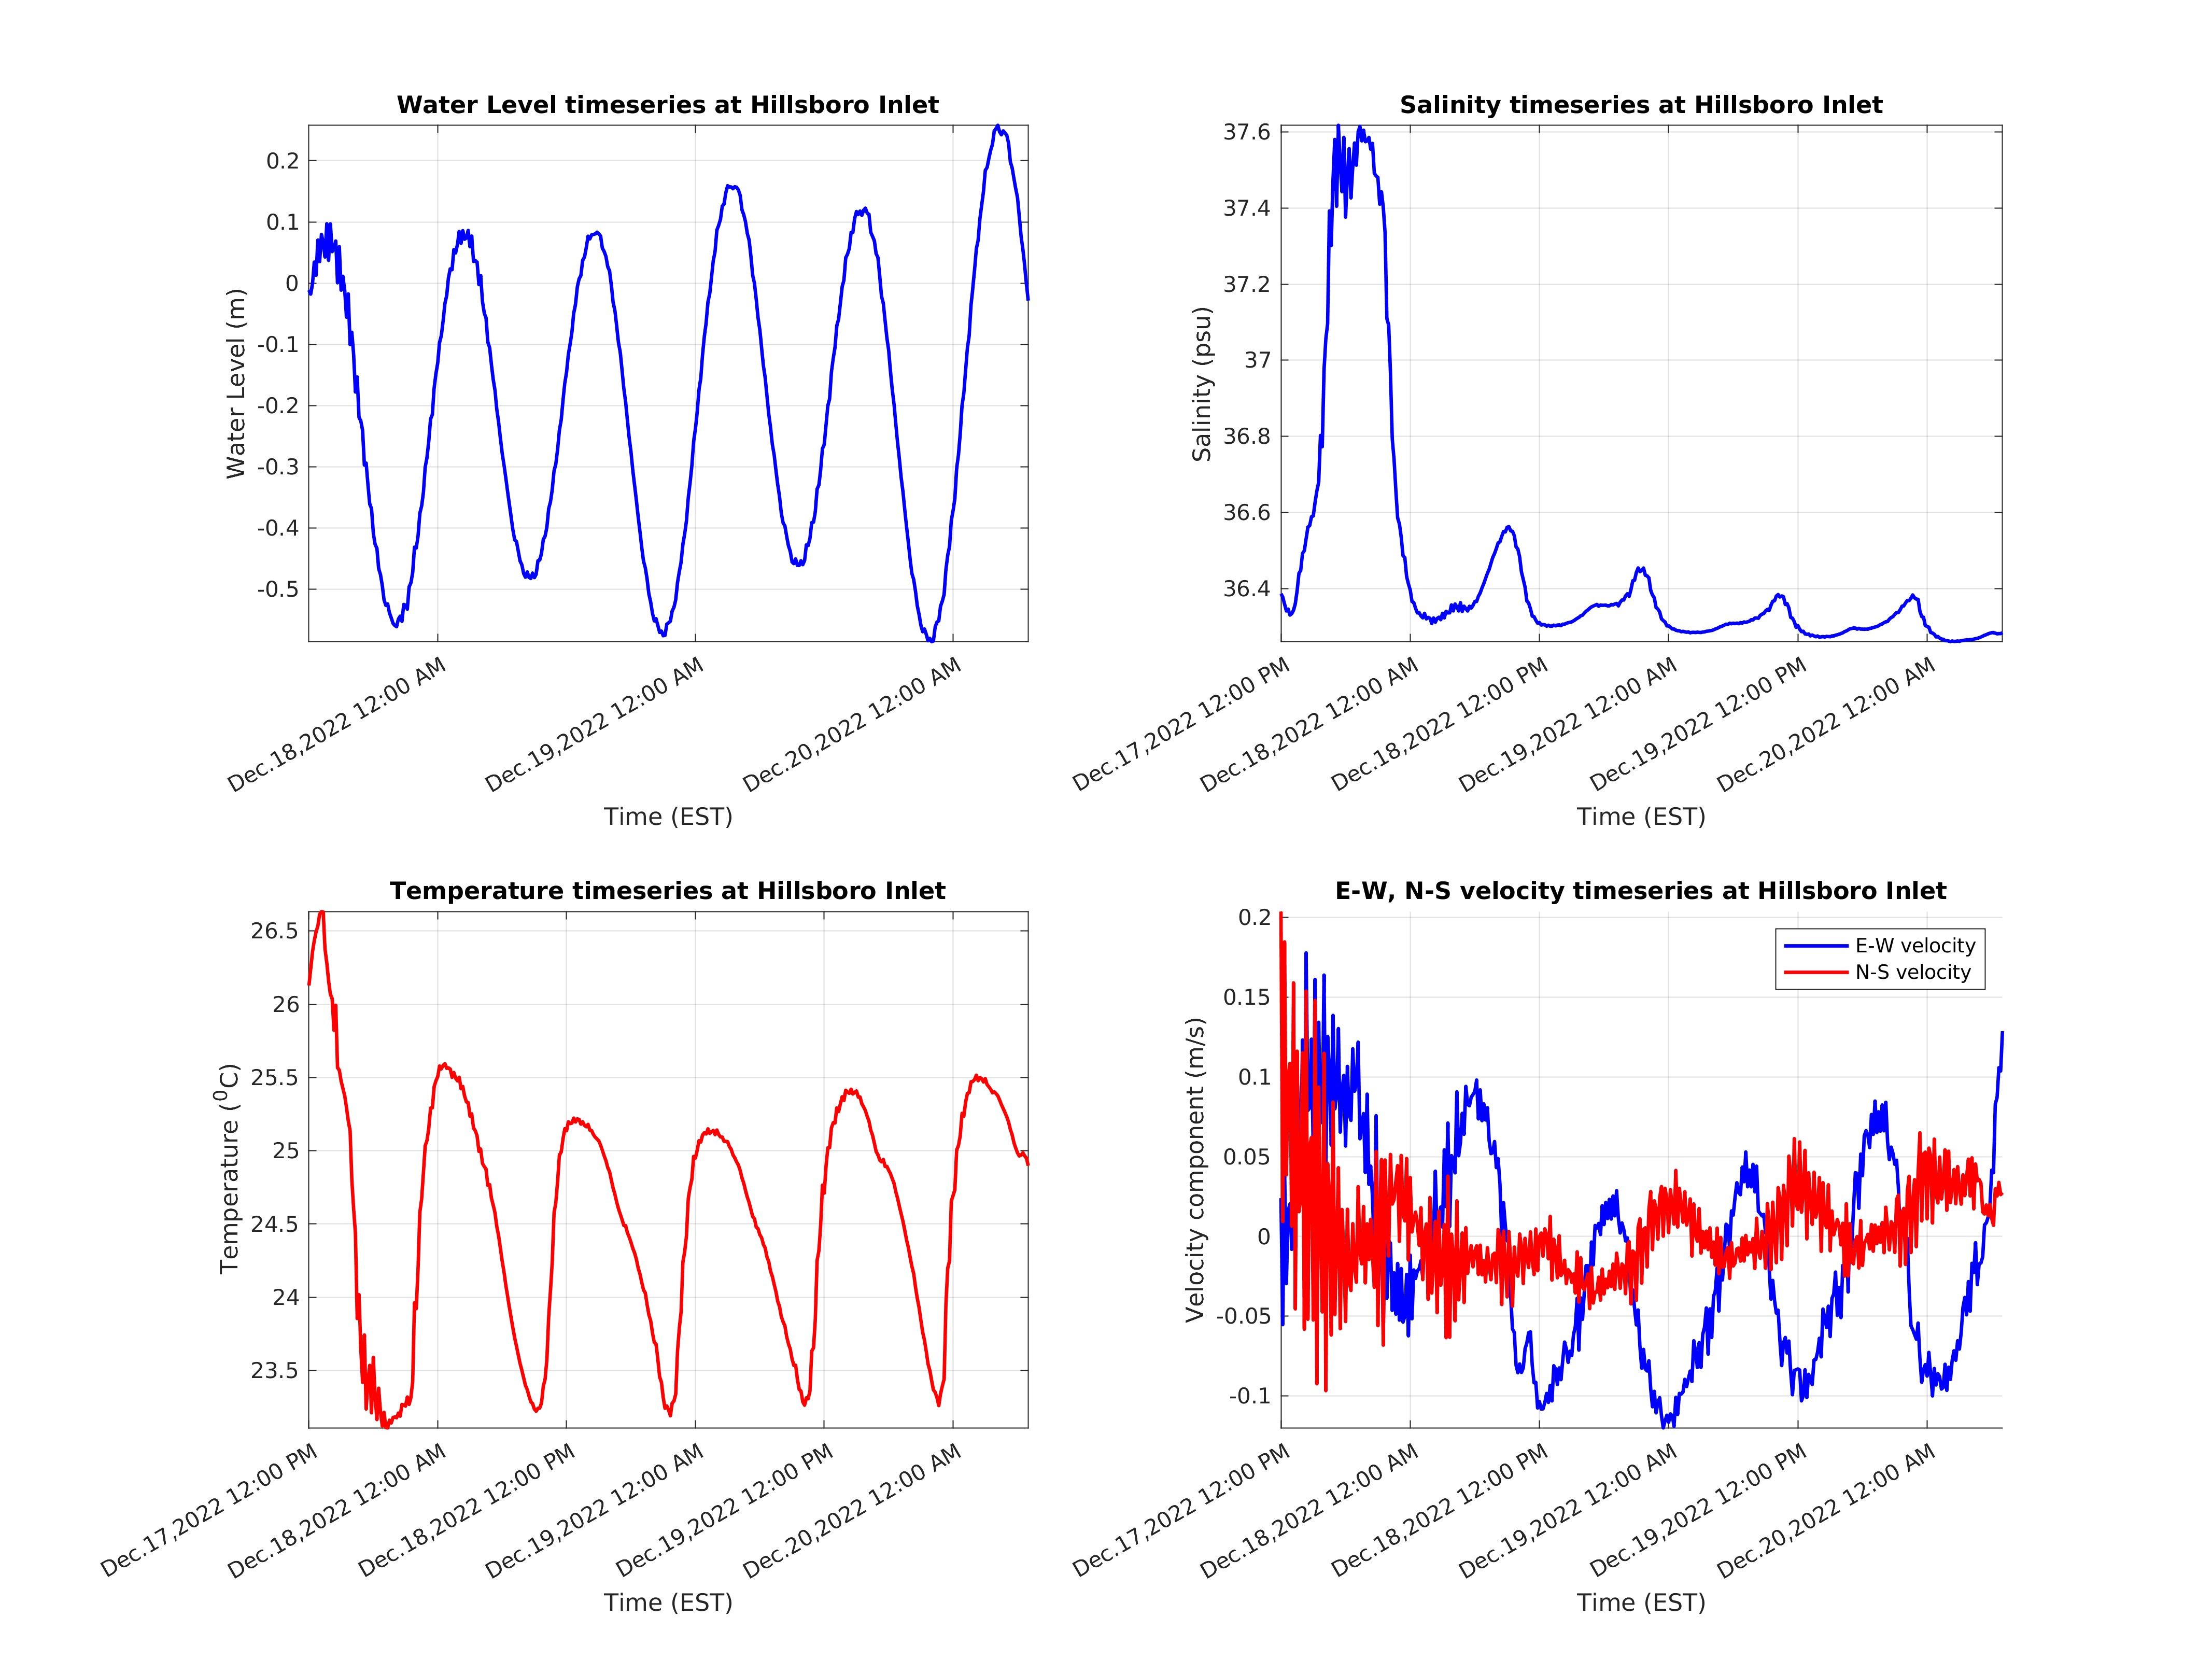 Water Level timeseries at Hillsboro Inlet
Water Level (m)
0.2
0.1
0
-0.1
-0.2
-0.3
-0.4
-0.5
Dec.18,2022 12:00 AM
Dec.19,2022 12:00 AM
Dec.20,2022 12:00 AM
Time (EST)
Salinity timeseries at Hillsboro Inlet
Salinity (psu)
37.6
37.4
37.2
37
36.8
36.6
36.4
Dec.17,2022 12:00 PM
Dec.18,2022 12:00 AM
Dec.18,2022 12:00 PM
Dec.19,2022 12:00 AM
Dec.19,2022 12:00 PM
Dec.20,2022 12:00 AM
Time (EST)
Temperature timeseries at Hillsboro Inlet
Temperature (⁰C)
26.5
26
25.5
25
24.5
24
23.5
Dec.17,2022 12:00 PM
Dec.18,2022 12:00 AM
Dec.18,2022 12:00 PM
Dec.19,2022 12:00 AM
Dec.19,2022 12:00 PM
Dec.20,2022 12:00 AM
Time (EST)
E-W, N-S velocity timeseries at Hillsboro Inlet
Velocity component (m/s)
0.2
0.15
0.1
0.05
0
-0.05
-0.1
E-W velocity
N-S velocity
Dec.17,2022 12:00 PM
Dec.18,2022 12:00 AM
Dec.18,2022 12:00 PM
Dec.19,2022 12:00 AM
Dec.19,2022 12:00 PM
Dec.20,2022 12:00 AM
Time (EST)